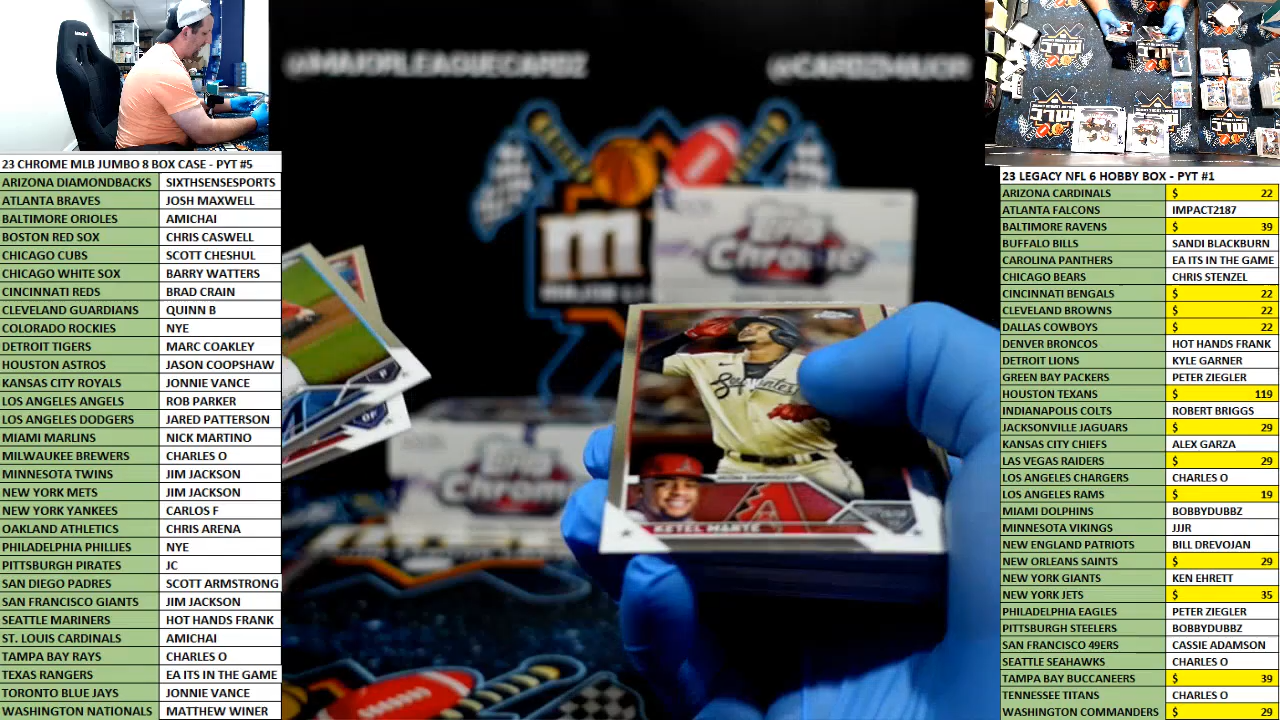 @MAJORLEAGUECARDZ
@CARDZMAJOR
23 CHROME MLB JUMBO 8 BOX CASE - PYT #5
ARIZONA DIAMONDBACKS SIXTHSENSESPORTS
ATLANTA BRAVES JOSH MAXWELL
BALTIMORE ORIOLES AMICHAI
BOSTON RED SOX CHRIS CASWELL
CHICAGO CUBS SCOTT CHESHUL
CHICAGO WHITE SOX BARRY WATTERS
CINCINNATI REDS BRAD CRAIN
CLEVELAND GUARDIANS QUINN B
COLORADO ROCKIES NYE
DETROIT TIGERS MARC COAKLEY
HOUSTON ASTROS JASON COOPSHAW
KANSAS CITY ROYALS JONNIE VANCE
LOS ANGELES ANGELS ROB PARKER
LOS ANGELES DODGERS JARED PATTERSON
MIAMI MARLINS NICK MARTINO
MILWAUKEE BREWERS CHARLES O
MINNESOTA TWINS JIM JACKSON
NEW YORK METS JIM JACKSON
NEW YORK YANKEES CARLOS F
OAKLAND ATHLETICS CHRIS ARENA
PHILADELPHIA PHILLIES NYE
PITTSBURGH PIRATES JC
SAN DIEGO PADRES SCOTT ARMSTRONG
SAN FRANCISCO GIANTS JIM JACKSON
SEATTLE MARINERS HOT HANDS FRANK
ST. LOUIS CARDINALS AMICHAI
TAMPA BAY RAYS CHARLES O
TEXAS RANGERS EA ITS IN THE GAME
TORONTO BLUE JAYS JONNIE VANCE
WASHINGTON NATIONALS MATTHEW WINER
m
MAJOR
Topps
Chrome
Topps
Chrome
KETEL MARTE
P
OF
MLC
23 LEGACY NFL 6 HOBBY BOX - PYT #1
ARIZONA CARDINALS $ 22
ATLANTA FALCONS IMPACT2187
BALTIMORE RAVENS $ 39
BUFFALO BILLS SANDI BLACKBURN
CAROLINA PANTHERS EA ITS IN THE GAME
CHICAGO BEARS CHRIS STENZEL
CINCINNATI BENGALS $ 22
CLEVELAND BROWNS $ 22
DALLAS COWBOYS $ 22
DENVER BRONCOS HOT HANDS FRANK
DETROIT LIONS KYLE GARNER
GREEN BAY PACKERS PETER ZIEGLER
HOUSTON TEXANS $ 119
INDIANAPOLIS COLTS ROBERT BRIGGS
JACKSONVILLE JAGUARS $ 29
KANSAS CITY CHIEFS ALEX GARZA
LAS VEGAS RAIDERS $ 29
LOS ANGELES CHARGERS CHARLES O
LOS ANGELES RAMS $ 19
MIAMI DOLPHINS BOBBYDUBBZ
MINNESOTA VIKINGS JJJR
NEW ENGLAND PATRIOTS BILL DREVOJAN
NEW ORLEANS SAINTS $ 29
NEW YORK GIANTS KEN EHRETT
NEW YORK JETS $ 35
PHILADELPHIA EAGLES PETER ZIEGLER
PITTSBURGH STEELERS BOBBYDUBBZ
SAN FRANCISCO 49ERS CASSIE ADAMSON
SEATTLE SEAHAWKS CHARLES O
TAMPA BAY BUCCANEERS $ 39
TENNESSEE TITANS CHARLES O
WASHINGTON COMMANDERS $ 29